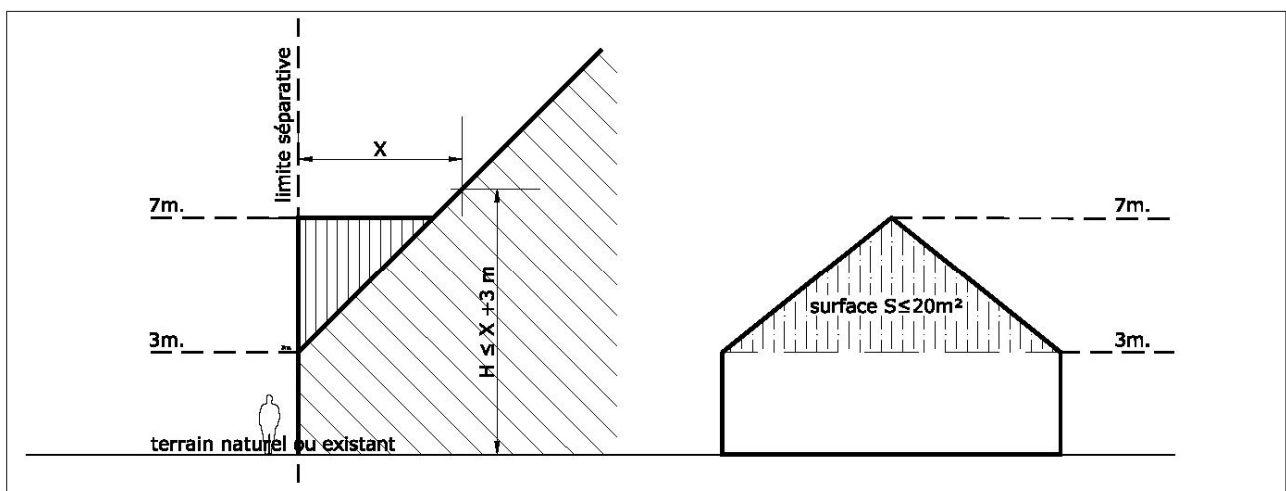 limite séparative
X
7m.
3m.
H ≤ X +3 m
terrain naturel ou existant
7m.
surface S≤20m²
3m.